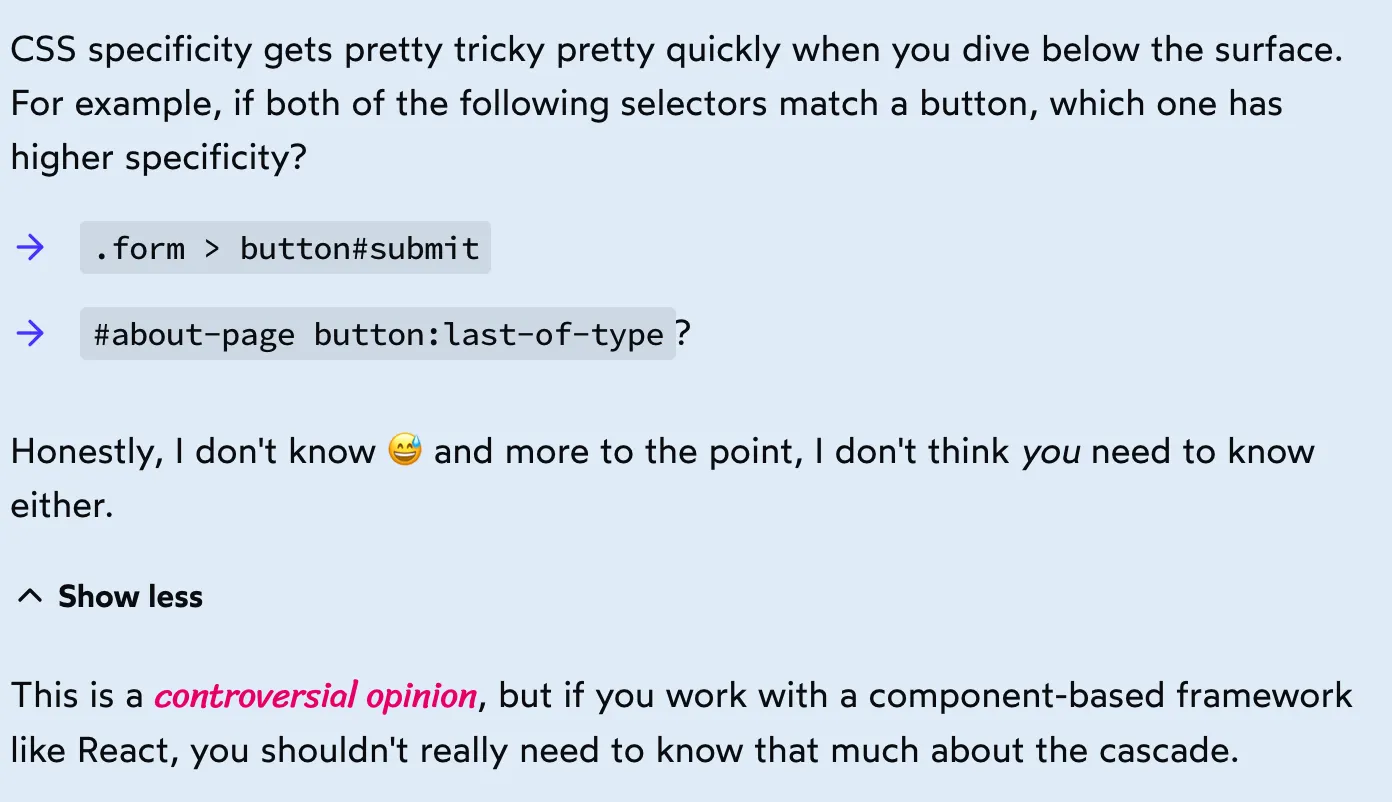 CSS specificity gets pretty tricky pretty quickly when you dive below the surface.
For example, if both of the following selectors match a button, which one has
higher specificity?
→ .form > button#submit
→ #about-page button:last-of-type?
Honestly, I don't know 😅 and more to the point, I don't think you need to know
either.
^ Show less
This is a controversial opinion, but if you work with a component-based framework
like React, you shouldn't really need to know that much about the cascade.